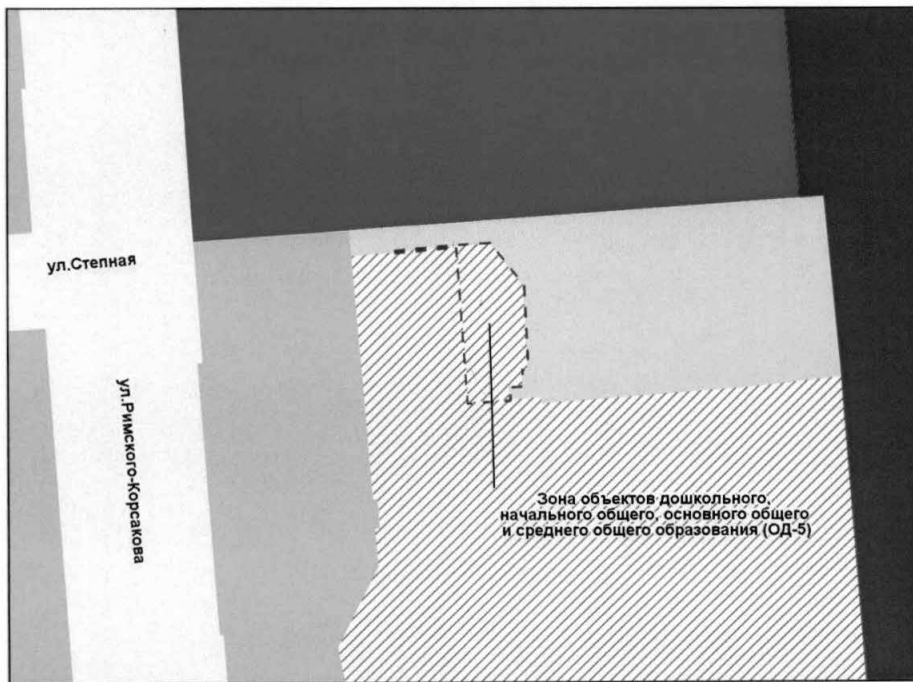 ул.Степная
ул.Римского-Корсакова
Зона объектов дошкольного,
начального общего, основного общего
и среднего общего образования (ОД-5)